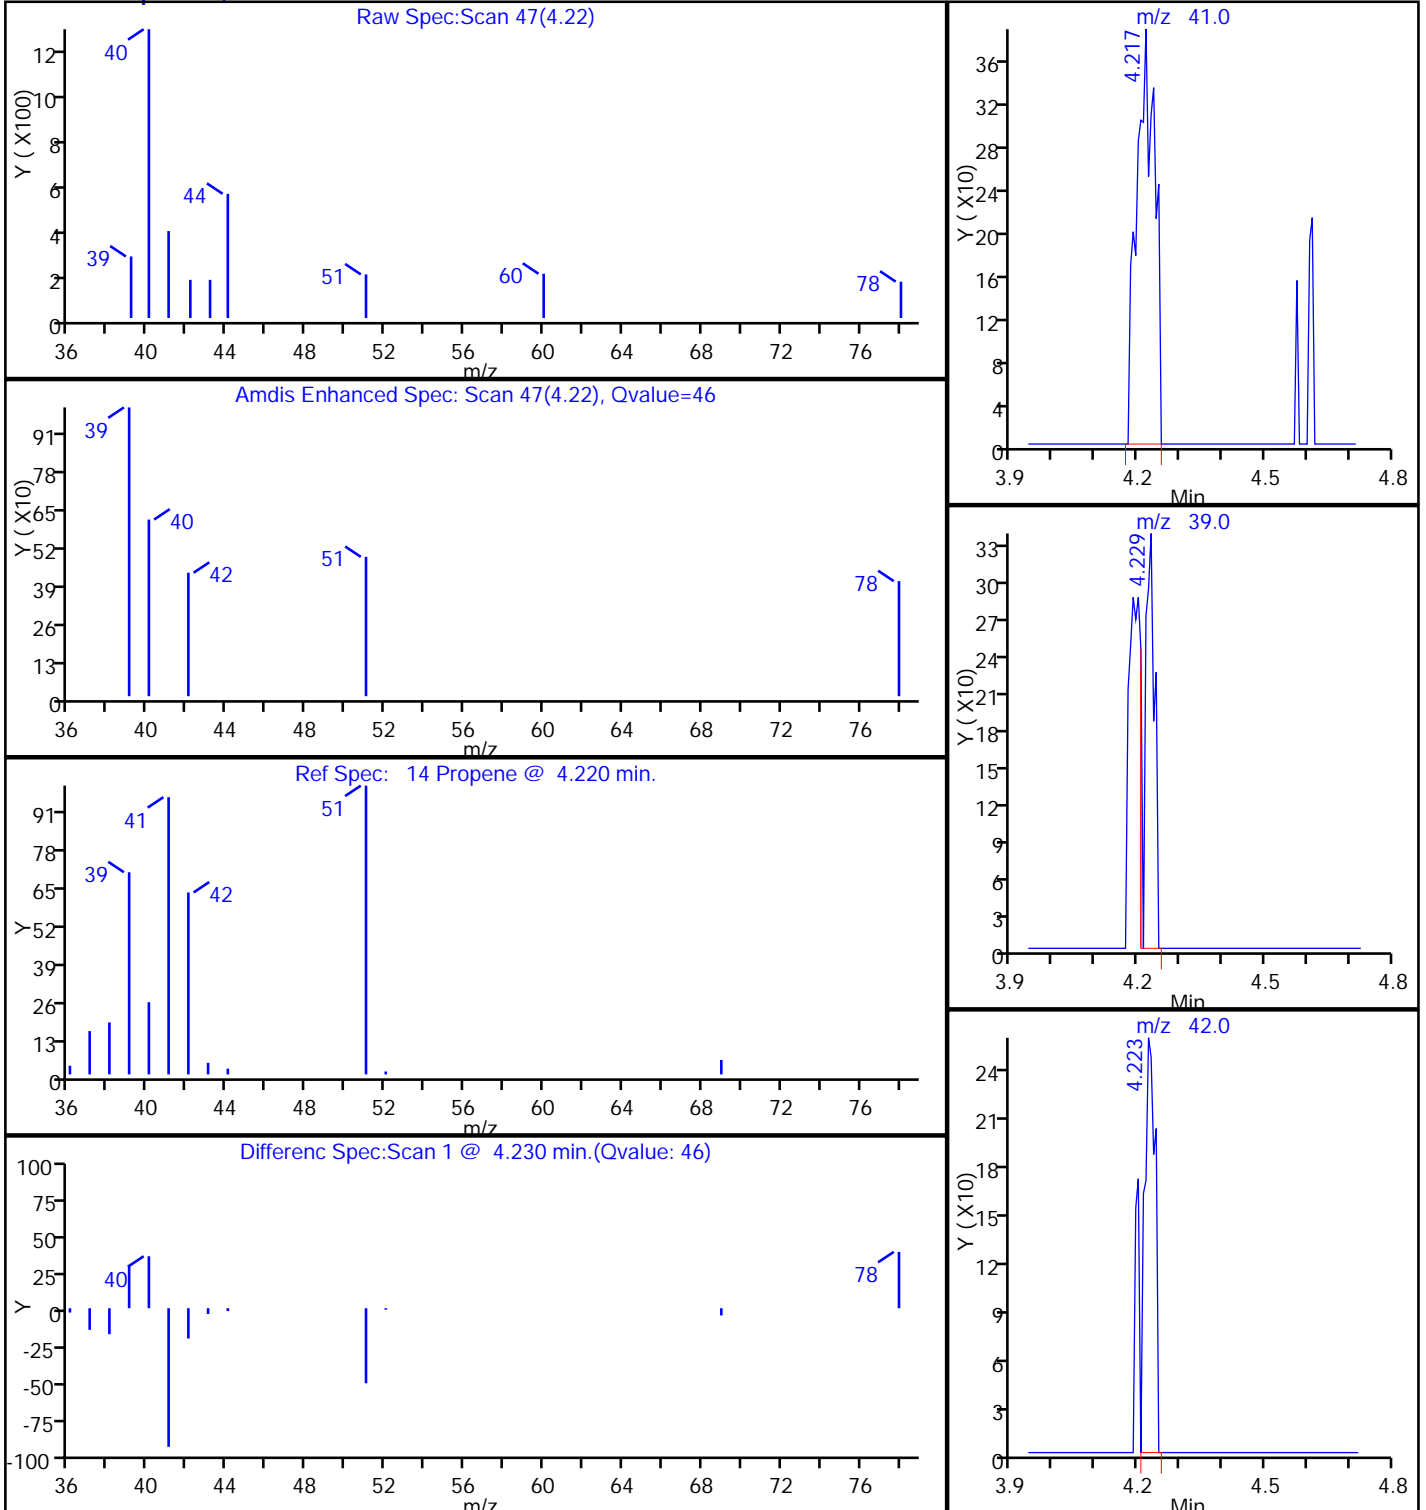 Raw Spec:Scan 47(4.22)
Y ( X100)
12
10
8
6
4
2
0
40
39
44
51
60
78
36 40 44 48 52 56 60 64 68 72 76
m/z
Amdis Enhanced Spec: Scan 47(4.22), Qvalue=46
Y ( X10)
91
78
65
52
39
26
13
0
39
40
42
51
78
36 40 44 48 52 56 60 64 68 72 76
m/z
Ref Spec: 14 Propene @ 4.220 min.
Y
91
78
65
52
39
26
13
0
39
41
42
51
36 40 44 48 52 56 60 64 68 72 76
m/z
Differenc Spec:Scan 1 @ 4.230 min.(Qvalue: 46)
Y
100
75
50
25
0
-25
-50
-75
-100
40
78
36 40 44 48 52 56 60 64 68 72 76
m/z
m/z 41.0
Y ( X10)
36
32
28
24
20
16
12
8
4
0
4.217
3.9 4.2 4.5 4.8
Min
m/z 39.0
Y ( X10)
33
30
27
24
21
18
15
12
9
6
3
0
4.229
3.9 4.2 4.5 4.8
Min
m/z 42.0
Y ( X10)
24
21
18
15
12
9
6
3
0
4.223
3.9 4.2 4.5 4.8
Min